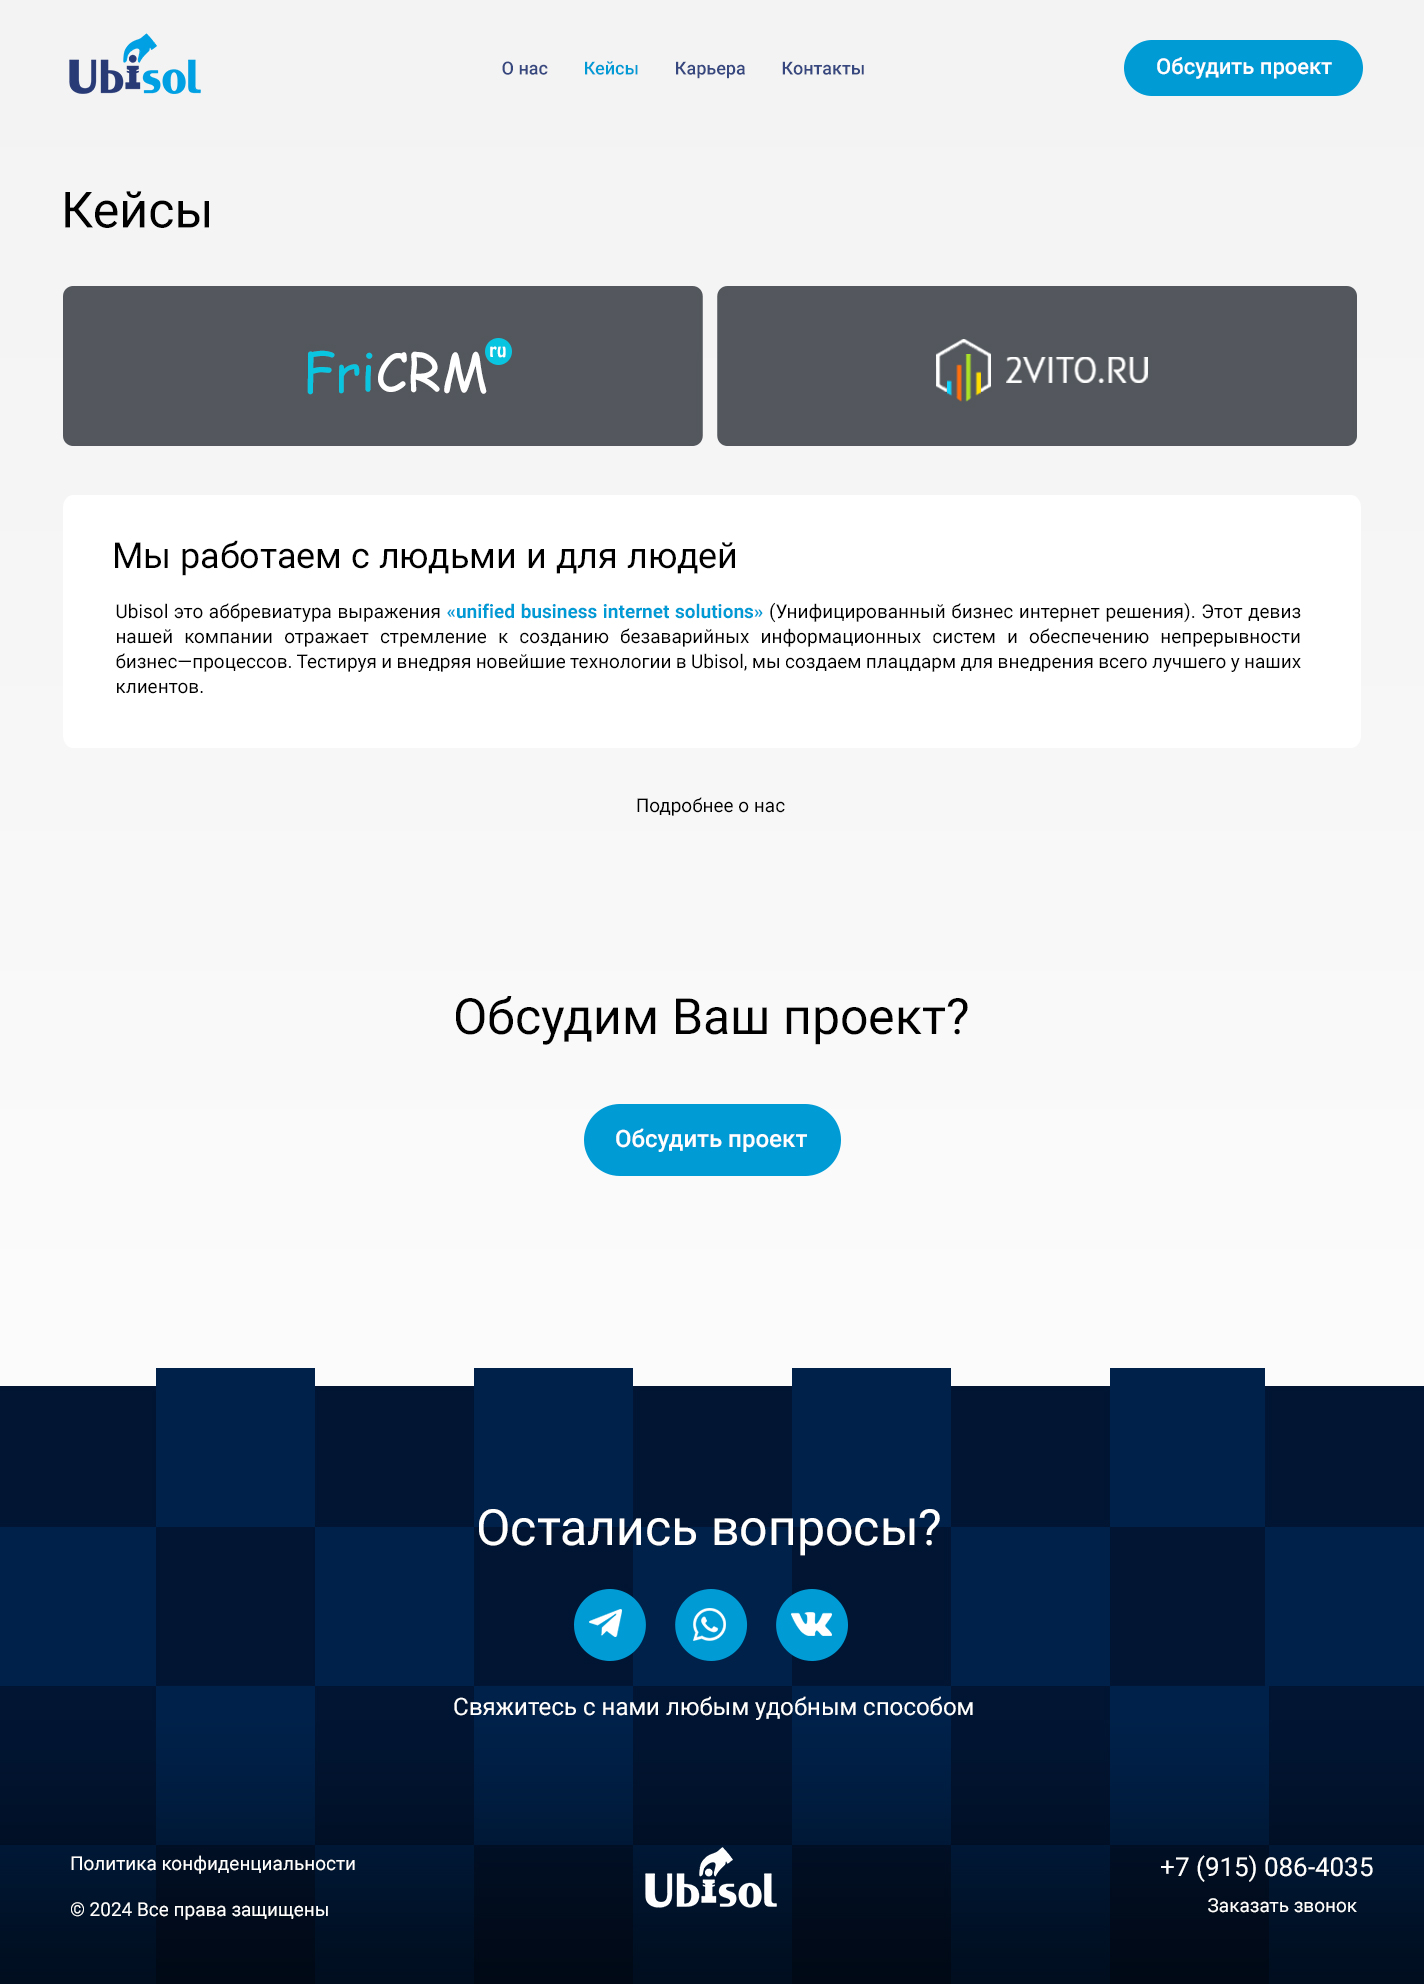 Ubisol
О нас Кейсы Карьера Контакты
Обсудить проект
Кейсы
FriCRM ru
2VITO.RU
Мы работаем с людьми и для людей
Ubisol это аббревиатура выражения «unified business internet solutions» (Унифицированный бизнес интернет решения). Этот девиз
нашей компании отражает стремление к созданию безаварийных информационных систем и обеспечению непрерывности
бизнес—процессов. Тестируя и внедряя новейшие технологии в Ubisol, мы создаем плацдарм для внедрения всего лучшего у наших
клиентов.
Подробнее о нас
Обсудим Ваш проект?
Обсудить проект
Остались вопросы?
Свяжитесь с нами любым удобным способом
Политика конфиденциальности
© 2024 Все права защищены
Ubisol
+7 (915) 086-4035
Заказать звонок